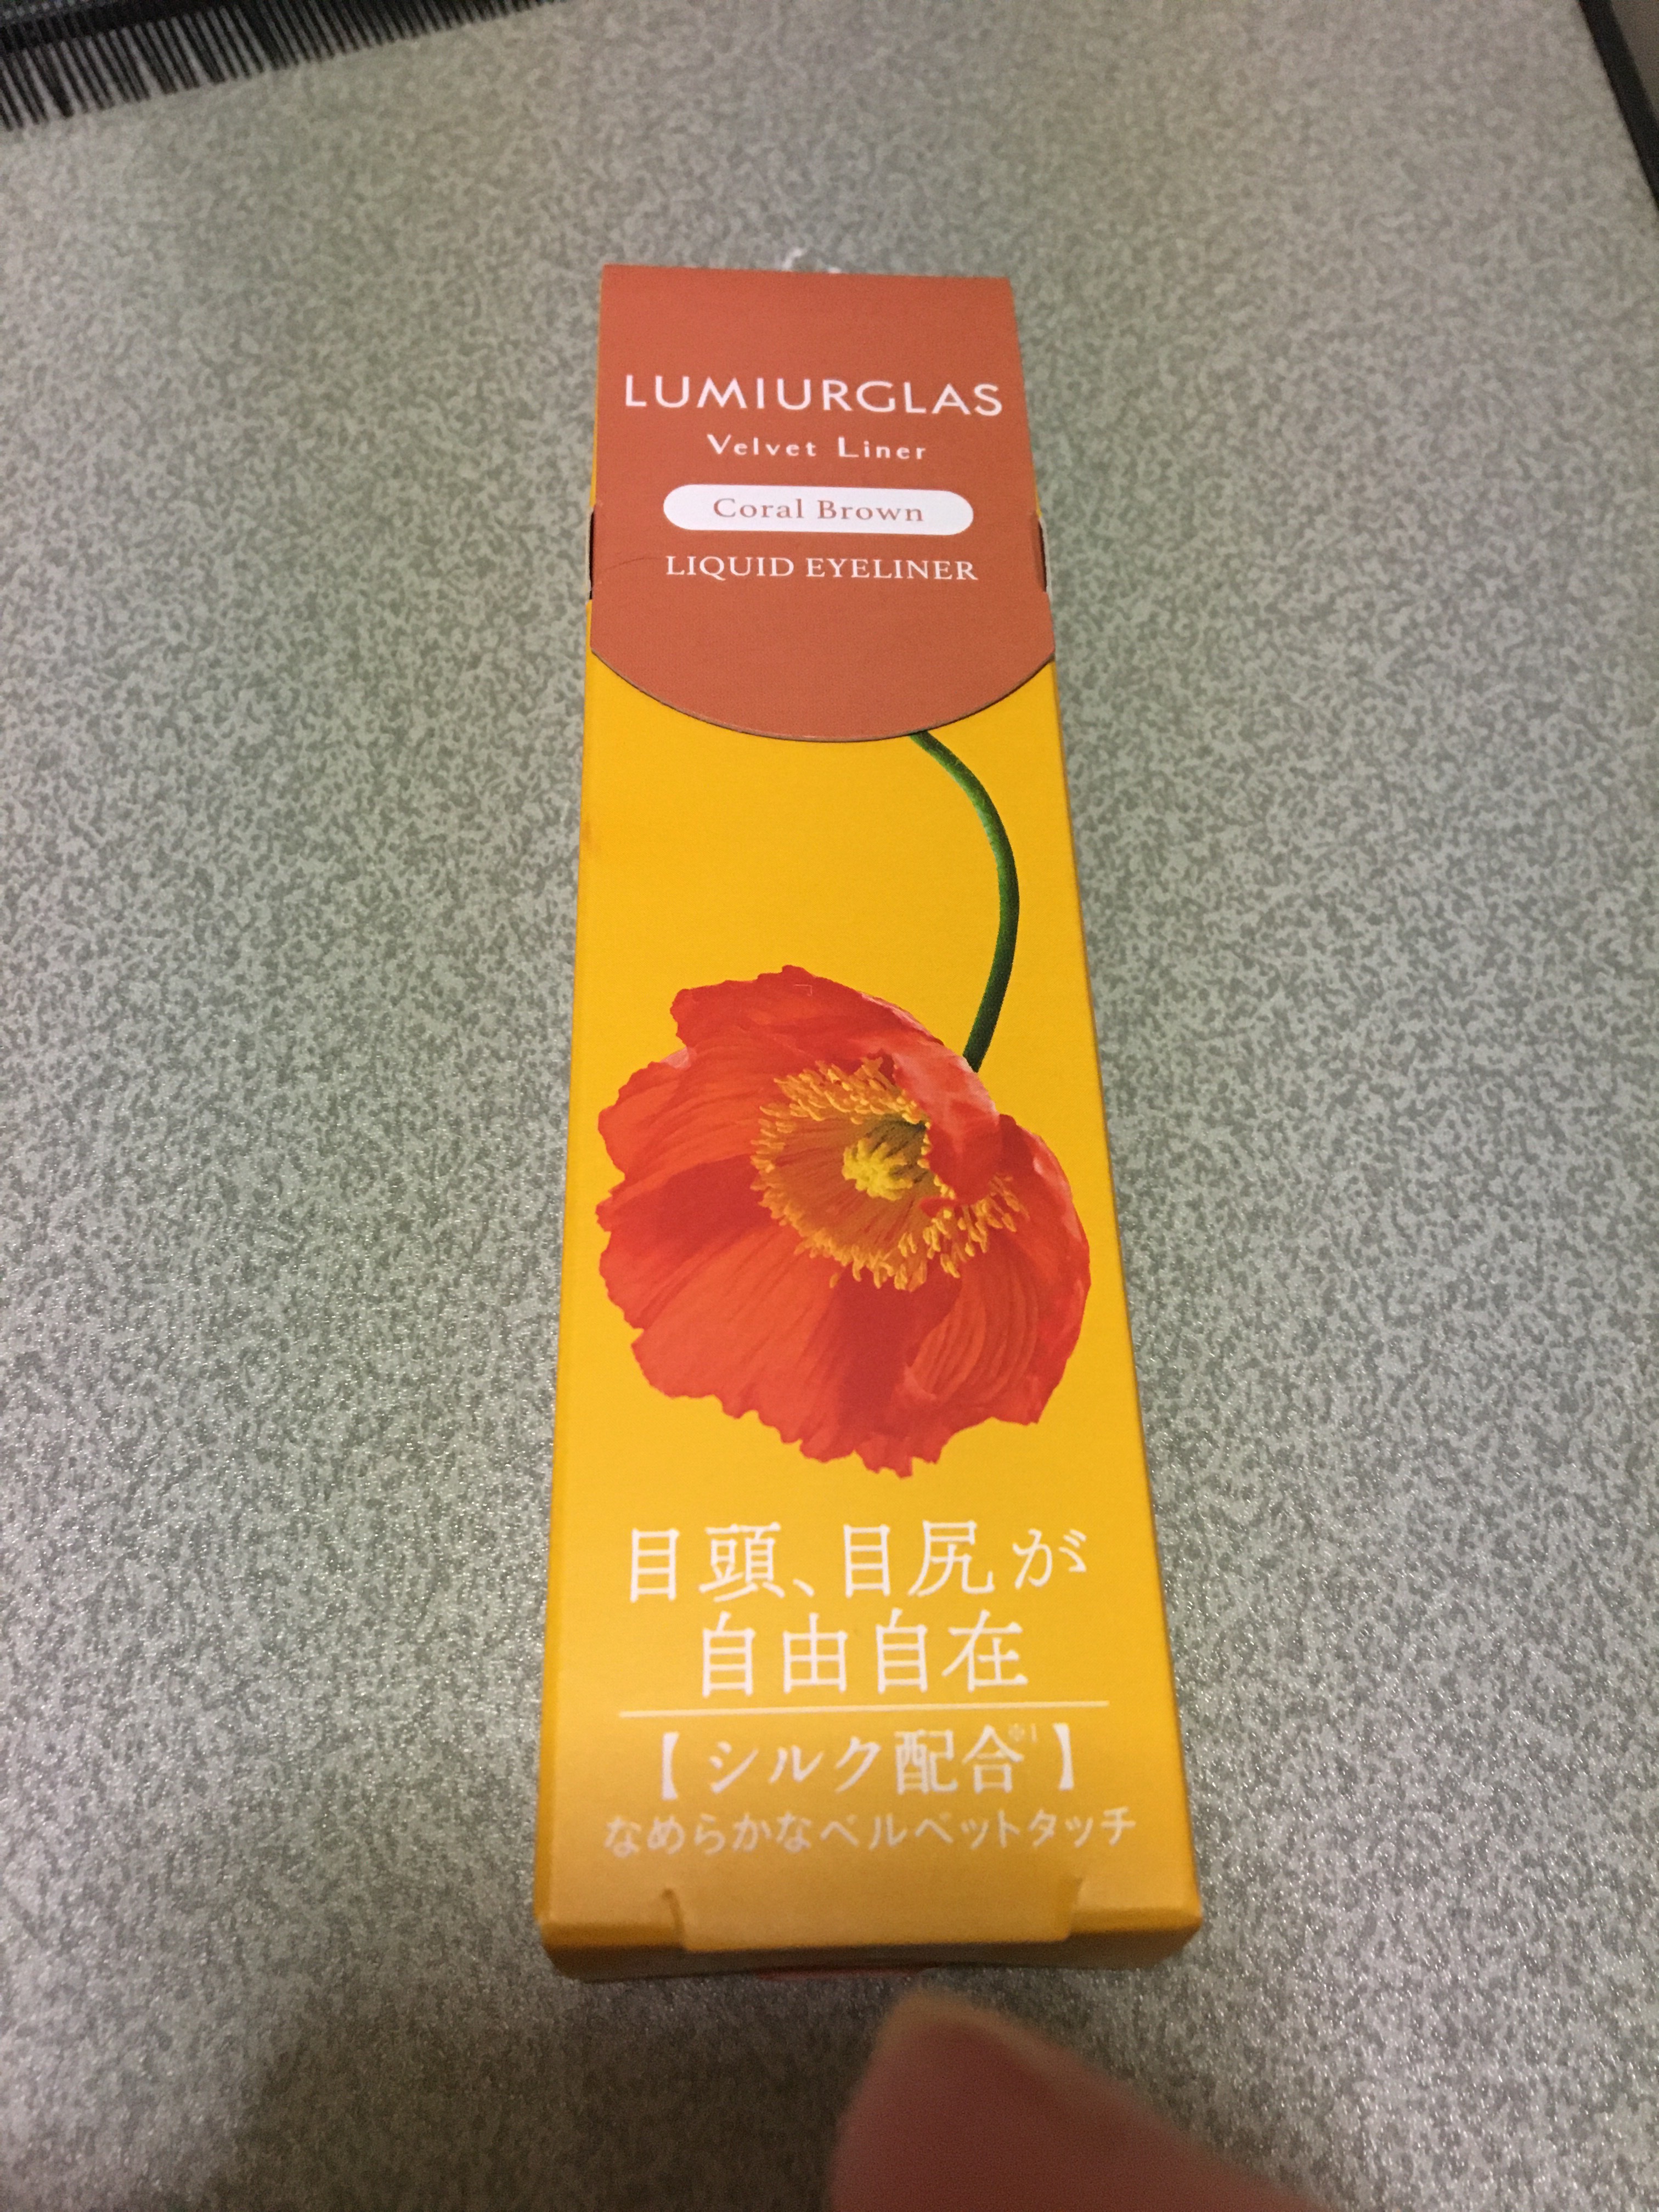 LUMIURGLAS
Velvet Liner
Coral Brown
LIQUID EYELINER
目頭、目尻が
自由自在
【シルク配合※1】
なめらかなベルベットタッチ